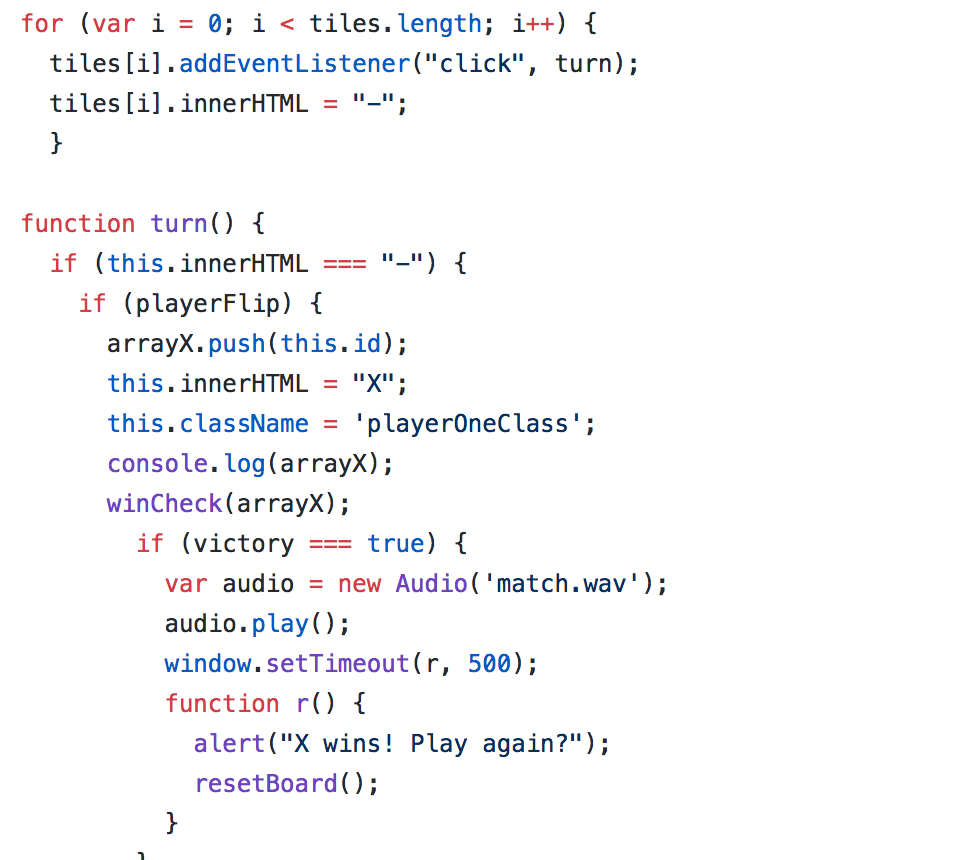 for (var i = 0; i < tiles.length; i++) {
  tiles[i].addEventListener("click", turn);
  tiles[i].innerHTML = "-";
  }

function turn() {
  if (this.innerHTML === "-") {
    if (playerFlip) {
      arrayX.push(this.id);
      this.innerHTML = "X";
      this.className = 'playerOneClass';
      console.log(arrayX);
      winCheck(arrayX);
        if (victory === true) {
          var audio = new Audio('match.wav');
          audio.play();
          window.setTimeout(r, 500);
          function r() {
            alert("X wins! Play again?");
            resetBoard();
          }
        }